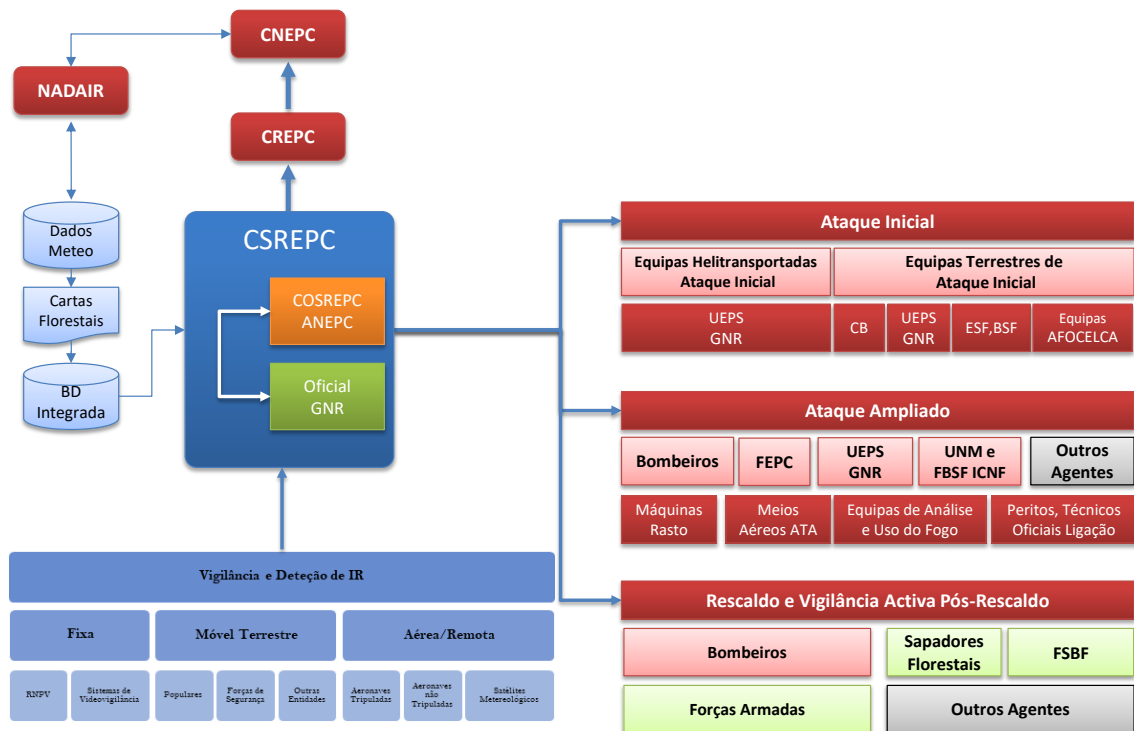 CNEPC
NADAIR
CREPC
Dados
Meteo
Cartas
Florestais
BD
Integrada
CSREPC
COSREPC
ANEPC
Oficial
GNR
Vigilância e Deteção de IR
Fixa
Móvel Terrestre
Aérea/Remota
RNPV
Sistemas de
Videovigilância
Populares
Forças de
Segurança
Outras
Entidades
Aeronaves
Tripuladas
Aeronaves
não
Tripuladas
Satélites
Metereológicos
Ataque Inicial
Equipas Helitransportadas
Ataque Inicial
Equipas Terrestres de
Ataque Inicial
UEPS
GNR
CB
UEPS
GNR
ESF,BSF
Equipas
AFOCELCA
Ataque Ampliado
Bombeiros
FEPC
UEPS
GNR
UNM e
FBSF ICNF
Outros
Agentes
Máquinas
Rasto
Meios
Aéreos ATA
Equipas de Análise
e Uso do Fogo
Peritos, Técnicos
Oficiais Ligação
Rescaldo e Vigilância Activa Pós-Rescaldo
Bombeiros
Sapadores
Florestais
FSBF
Forças Armadas
Outros Agentes